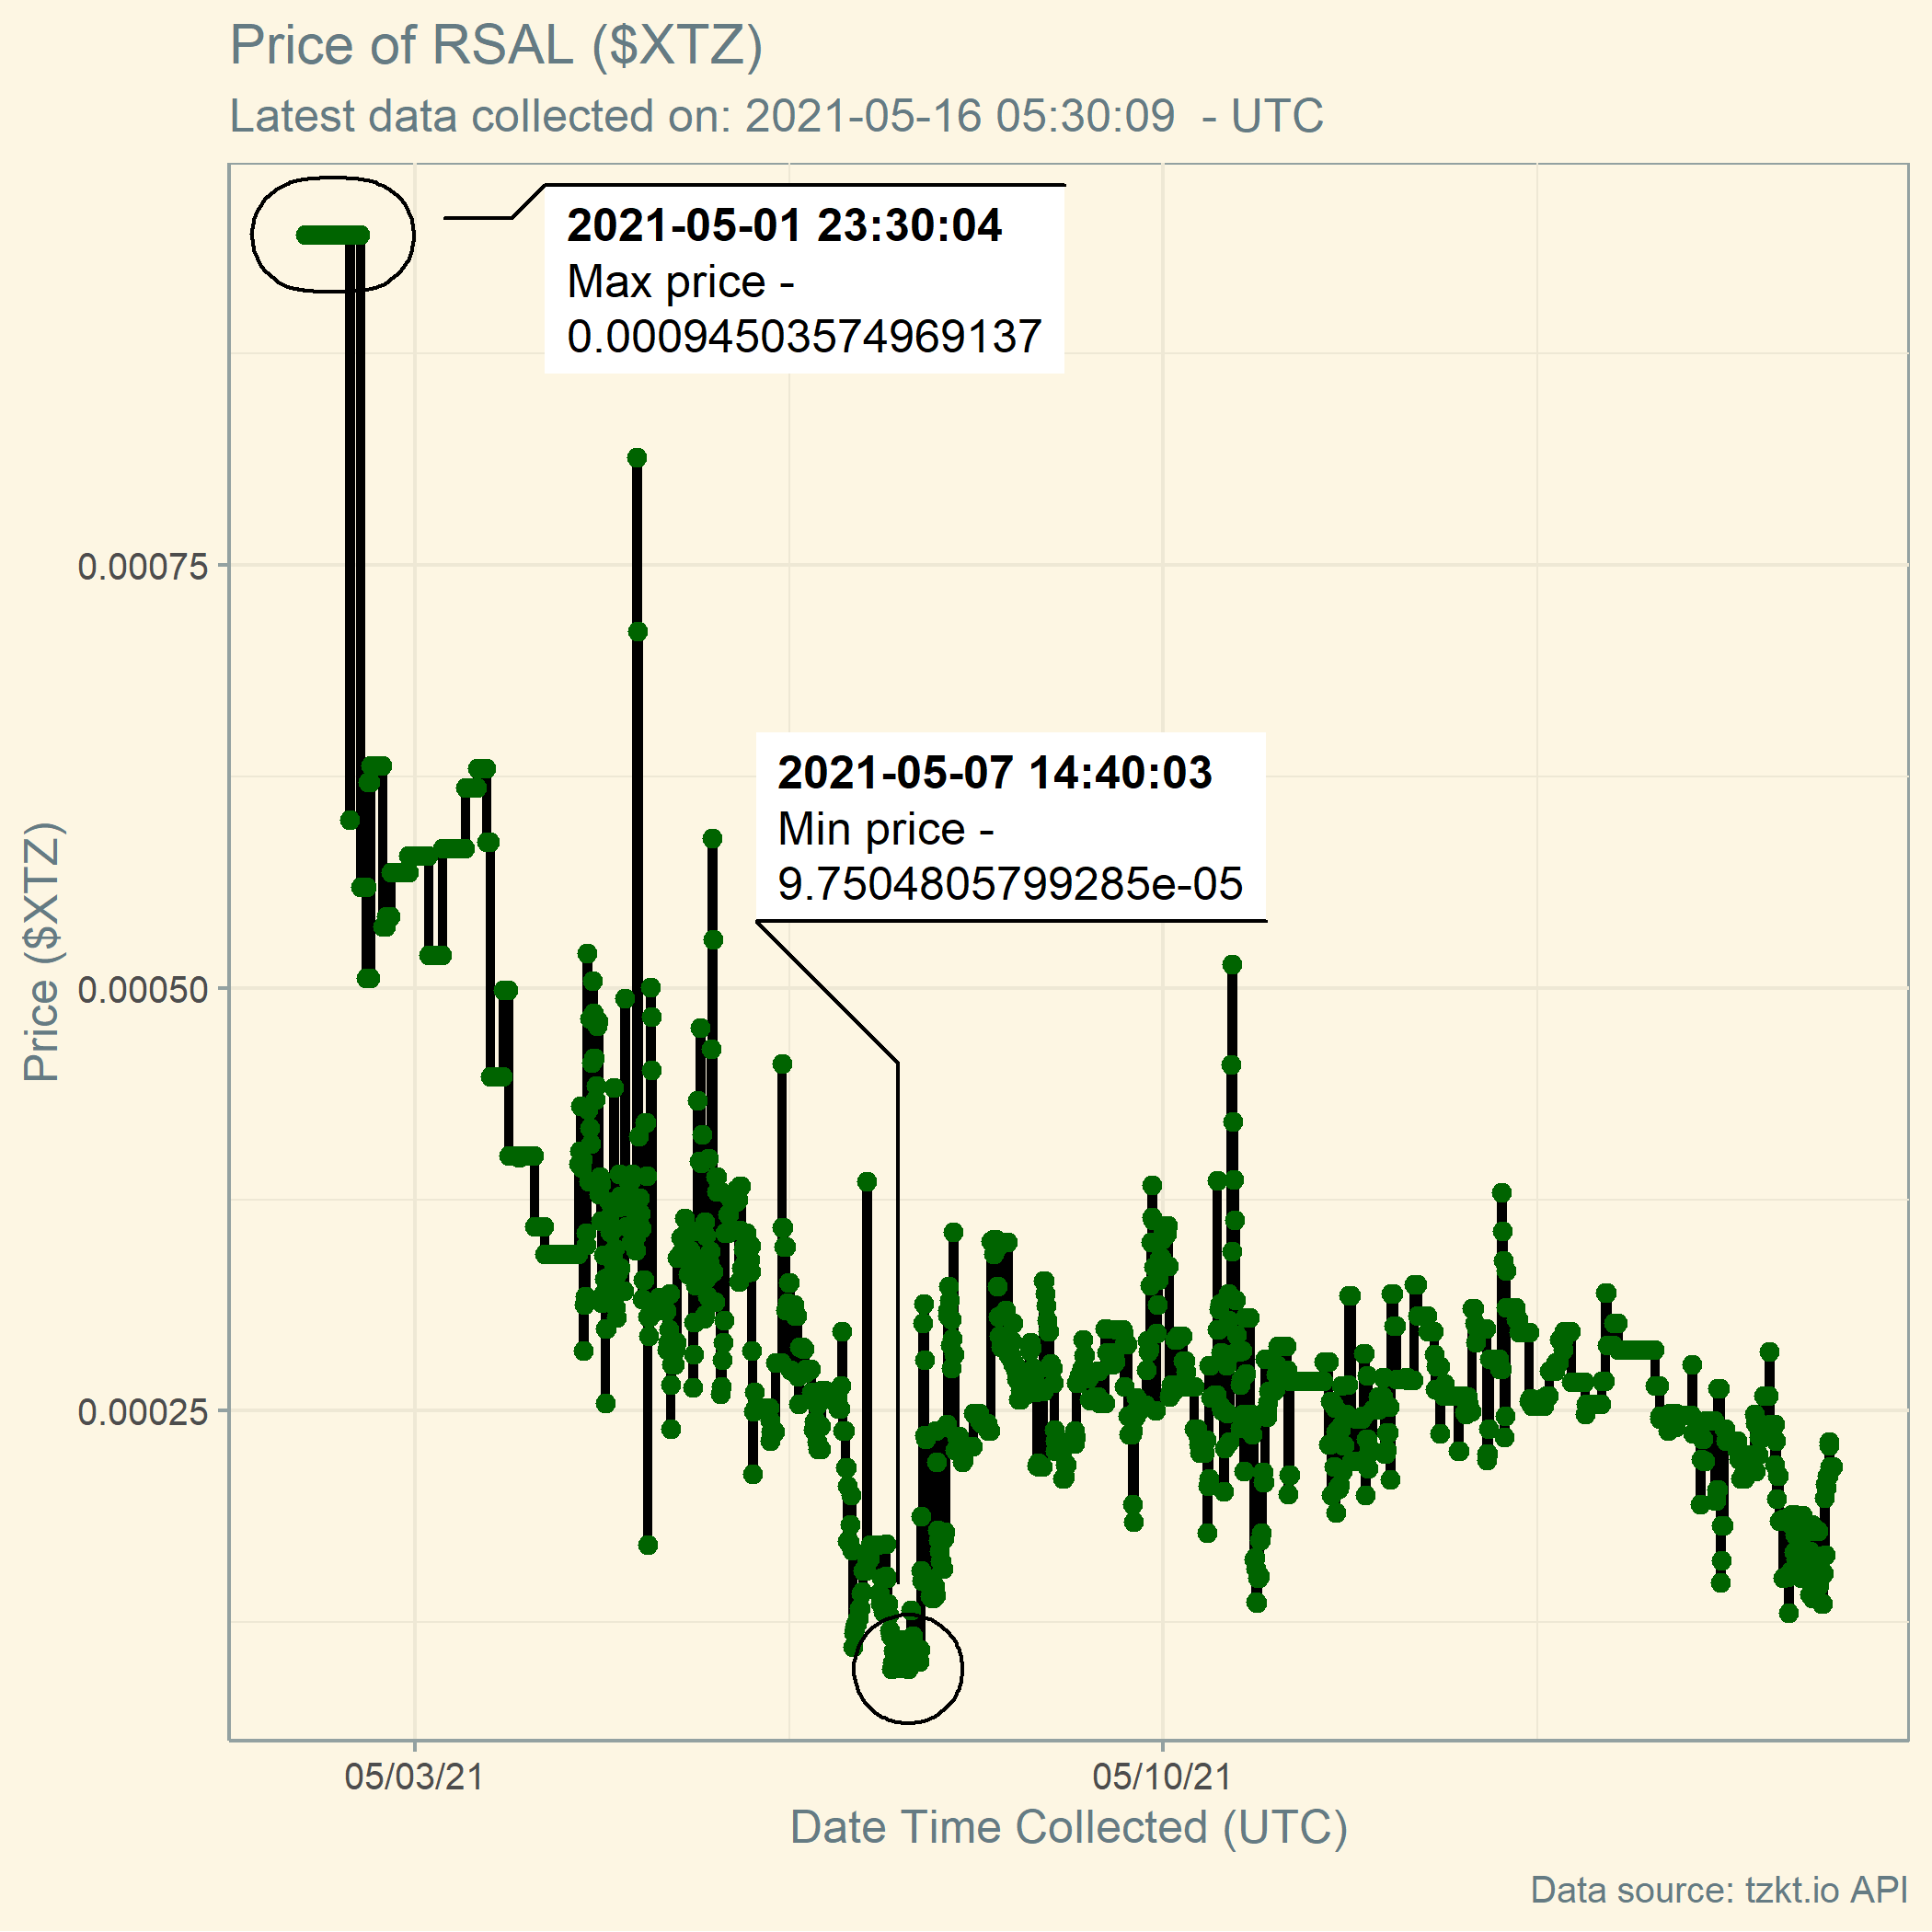 Price of RSAL ($XTZ)
Latest data collected on: 2021-05-16 05:30:09  - UTC
2021-05-01 23:30:04
Max price -
0.000945035749691​37
2021-05-07 14:40:03
Min price -
9.7504805799285e-05
Price ($XTZ)
0.00075
0.00050
0.00025
05/03/21
05/10/21
Date Time Collected (UTC)
Data source: tzkt.io API